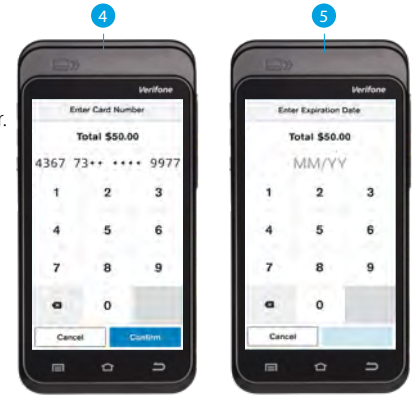 4
Verifone
Enter Card Number
Total $50.00
4367 73•• •••• 9977
1 2 3
4 5 6
7 8 9
0
Cancel Confirm
r.
5
Verifone
Enter Expiration Date
Total $50.00
MM/YY
1 2 3
4 5 6
7 8 9
0
Cancel